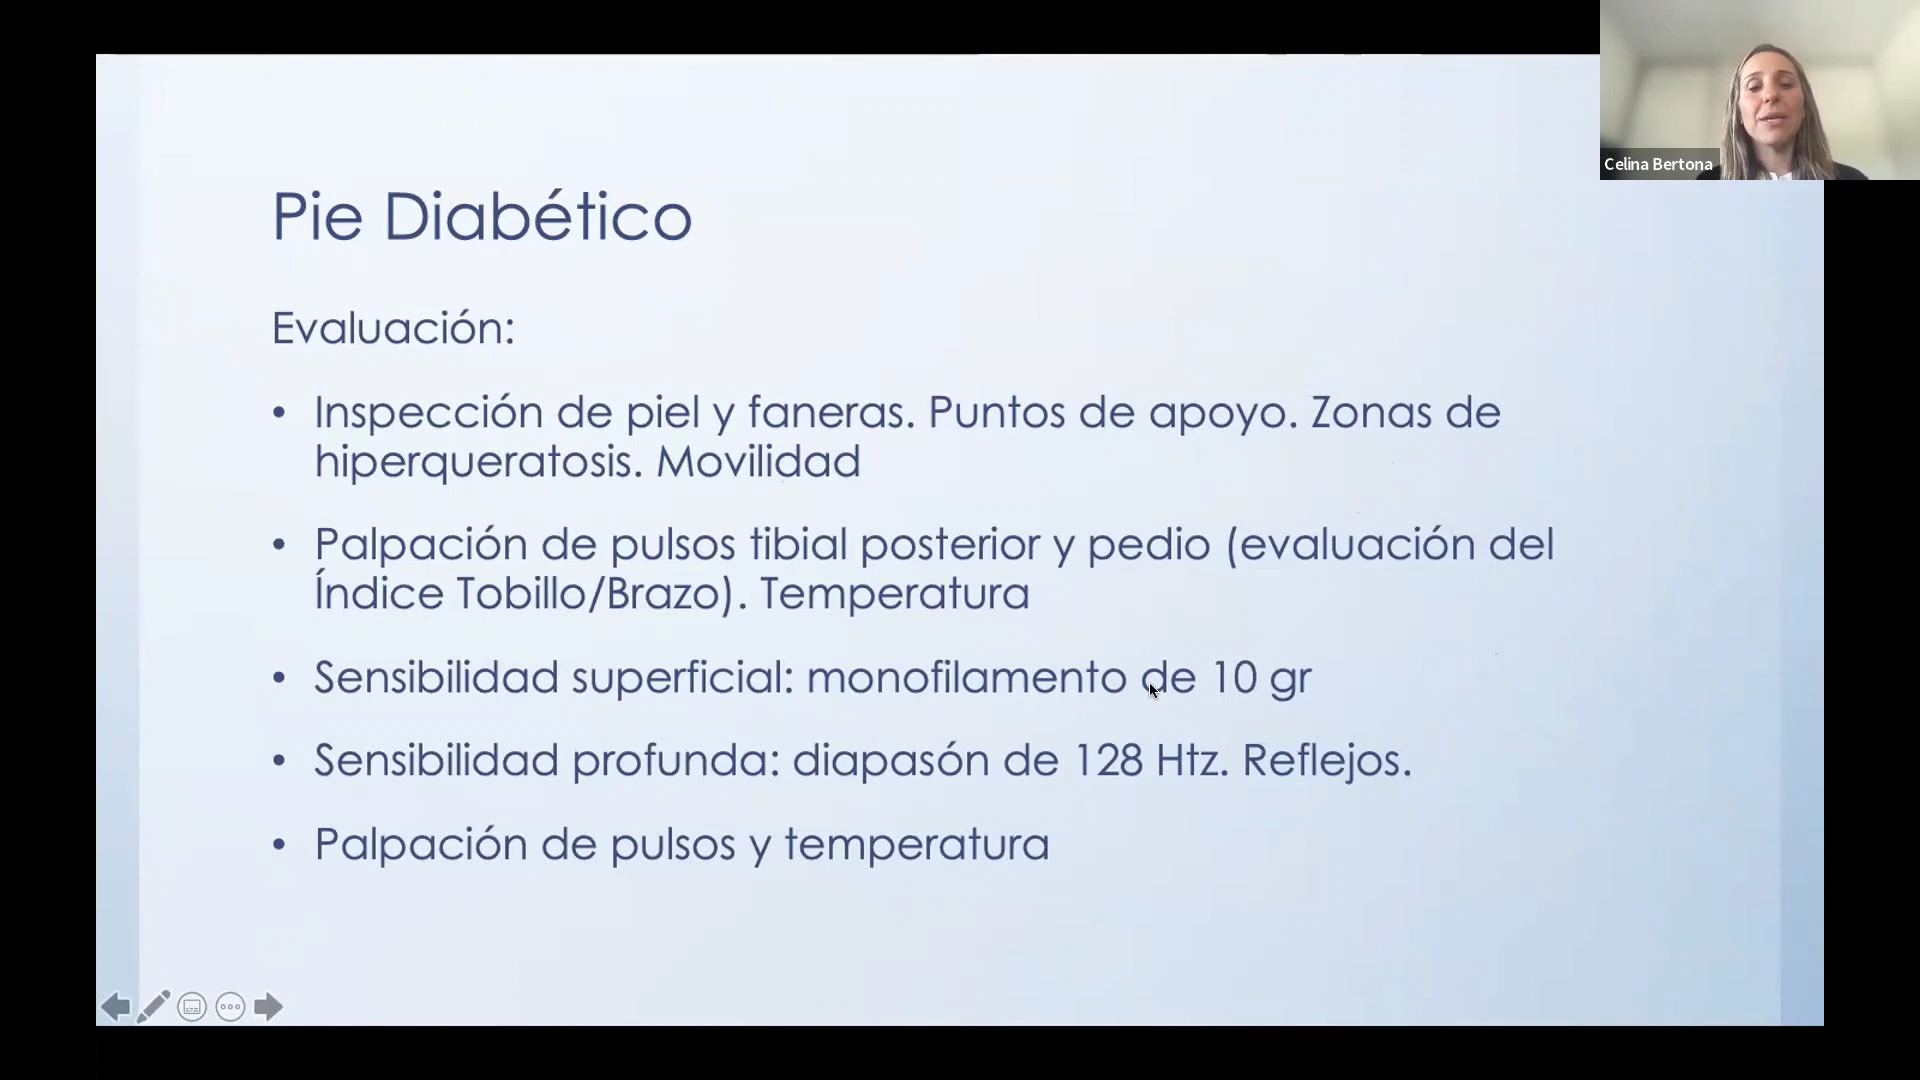 Celina Bertona
Pie Diabético
Evaluación:
• Inspección de piel y faneras. Puntos de apoyo. Zonas de
hiperqueratosis. Movilidad
• Palpación de pulsos tibial posterior y pedio (evaluación del
Índice Tobillo/Brazo). Temperatura
• Sensibilidad superficial: monofilamento de 10 gr
• Sensibilidad profunda: diapasón de 128 Htz. Reflejos.
• Palpación de pulsos y temperatura